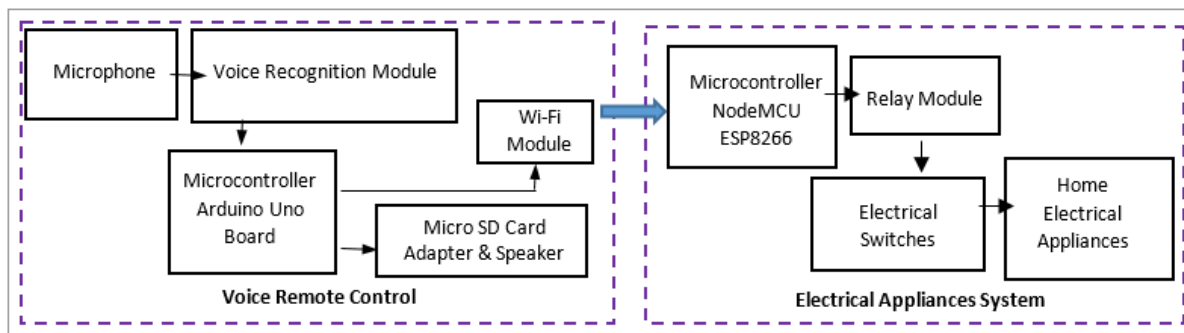 Microphone
Voice Recognition Module
Wi-Fi
Module
Microcontroller
Arduino Uno
Board
Micro SD Card
Adapter & Speaker
Voice Remote Control
Microcontroller
NodeMCU
ESP8266
Relay Module
Electrical
Switches
Home
Electrical
Appliances
Electrical Appliances System